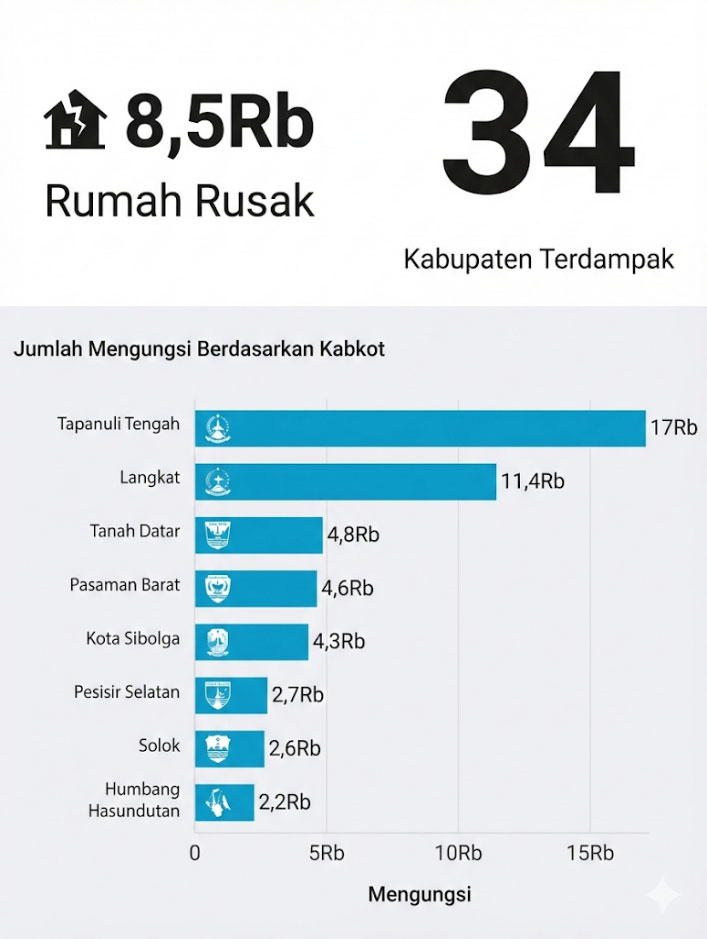 8,5Rb
Rumah Rusak
34
Kabupaten Terdampak
Jumlah Mengungsi Berdasarkan Kabkot
Tapanuli Tengah 17Rb
Langkat 11,4Rb
Tanah Datar 4,8Rb
Pasaman Barat 4,6Rb
Kota Sibolga 4,3Rb
Pesisir Selatan 2,7Rb
Solok 2,6Rb
Humbang
Hasundutan 2,2Rb
0 5Rb 10Rb 15Rb
Mengungsi